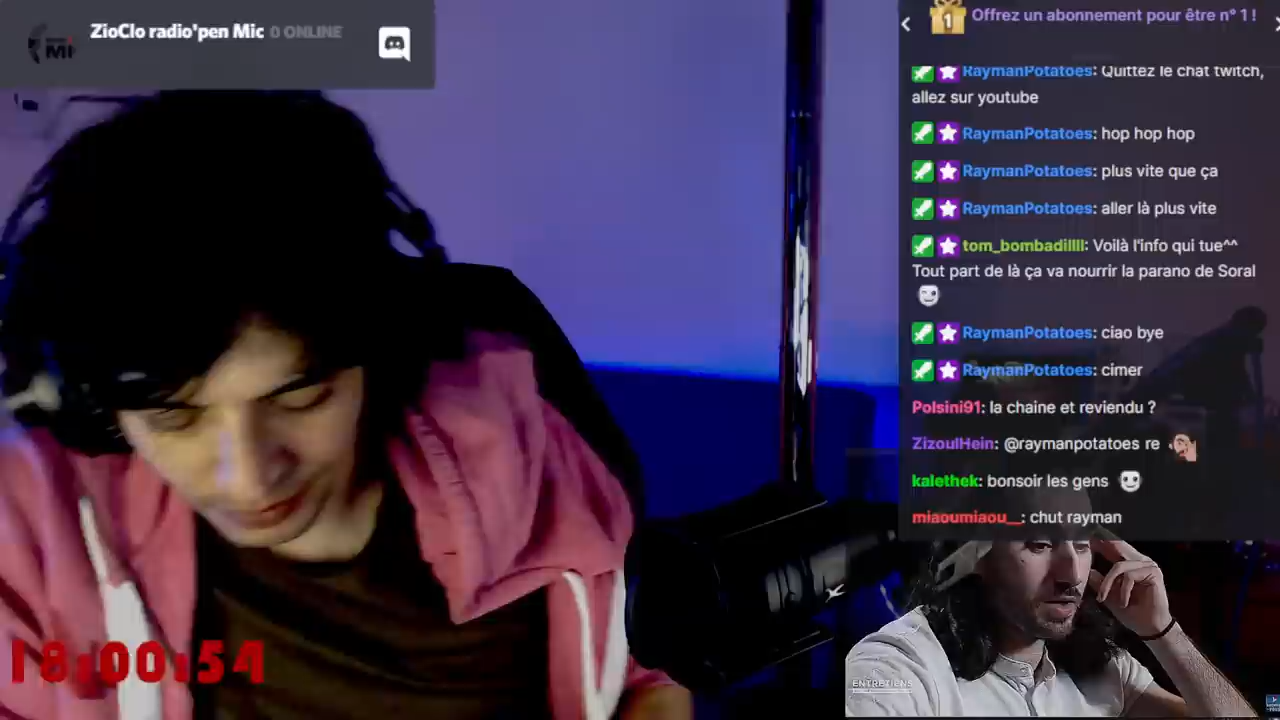 ZioClo radio'pen Mic 0 ONLINE
MI
Offrez un abonnement pour être n° 1 !
1
RaymanPotatoes: Quittez le chat twitch,
allez sur youtube
RaymanPotatoes: hop hop hop
RaymanPotatoes: plus vite que ça
RaymanPotatoes: aller là plus vite
tom_bombadillll: Voilà l'info qui tue^^
Tout part de là ça va nourrir la parano de Soral
RaymanPotatoes: ciao bye
RaymanPotatoes: cimer
Polsini91: la chaine et reviendu ?
ZizoulHein: @raymanpotatoes re
kalethek: bonsoir les gens
miaoumiaou__: chut rayman
18:00:54
ENTRETIENS